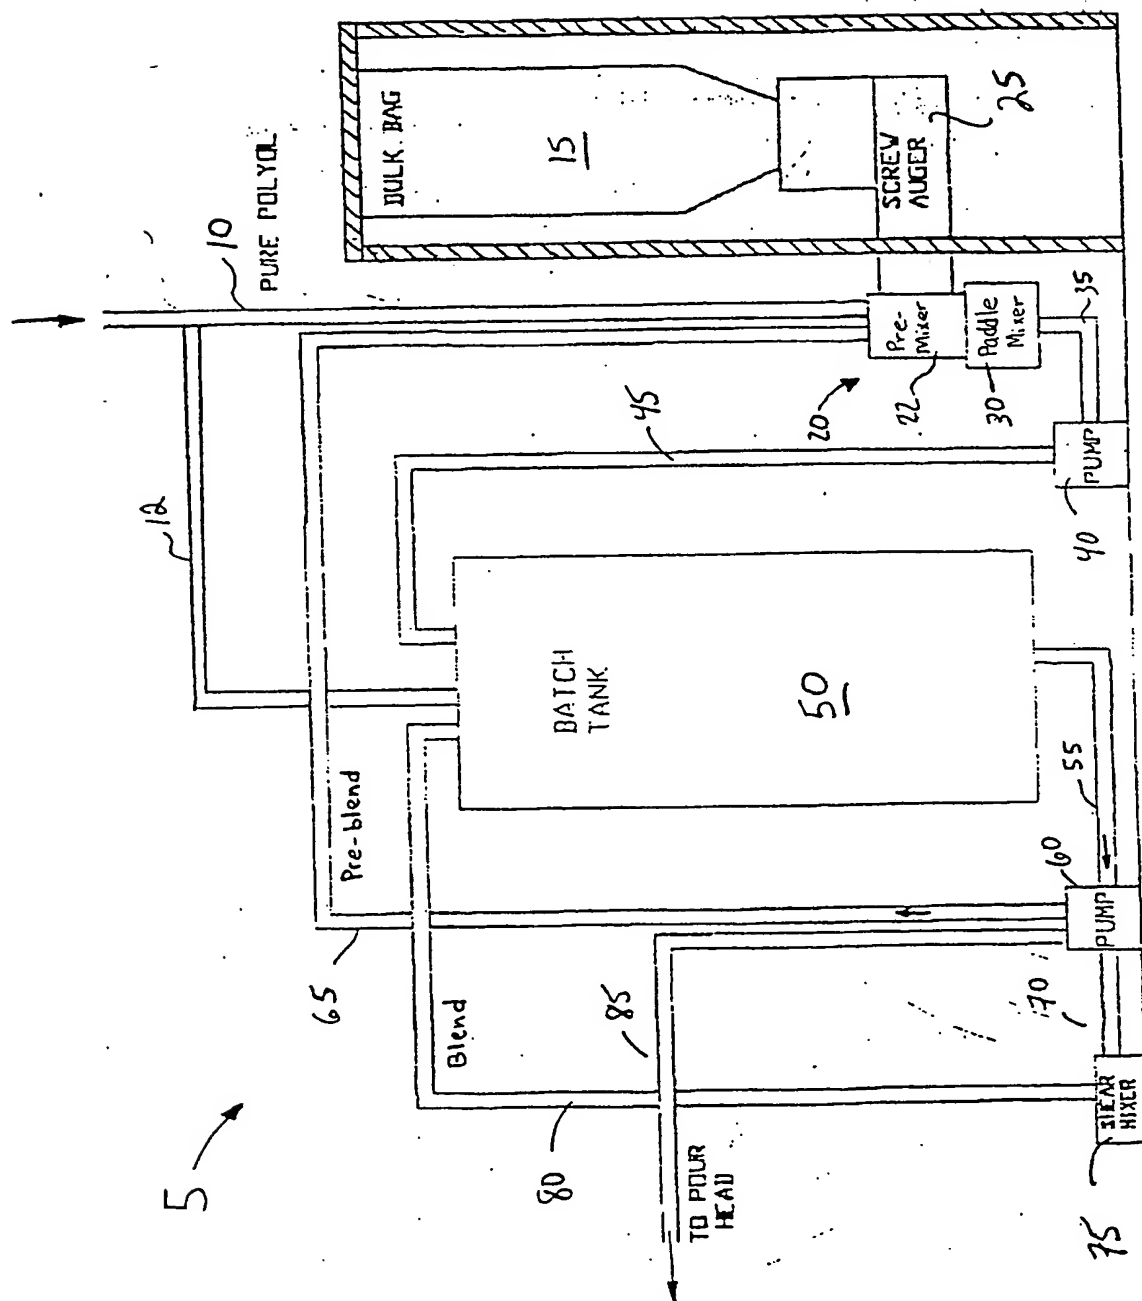 PURE POLYOL
10
12
BULK BAG
15
SCREW
AUGER
25
Pre-
Mixer
20
22
Paddle
Mixer
30
35
PUMP
40
45
BATCH
TANK
50
55
PUMP
60
Pre-blend
65
Blend
70
SHEAR
MIXER
75
80
85
TO POUR
HEAD
5